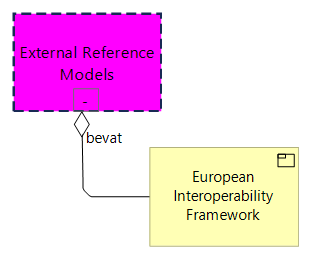 External Reference
Models
-
bevat
European
Interoperability
Framework